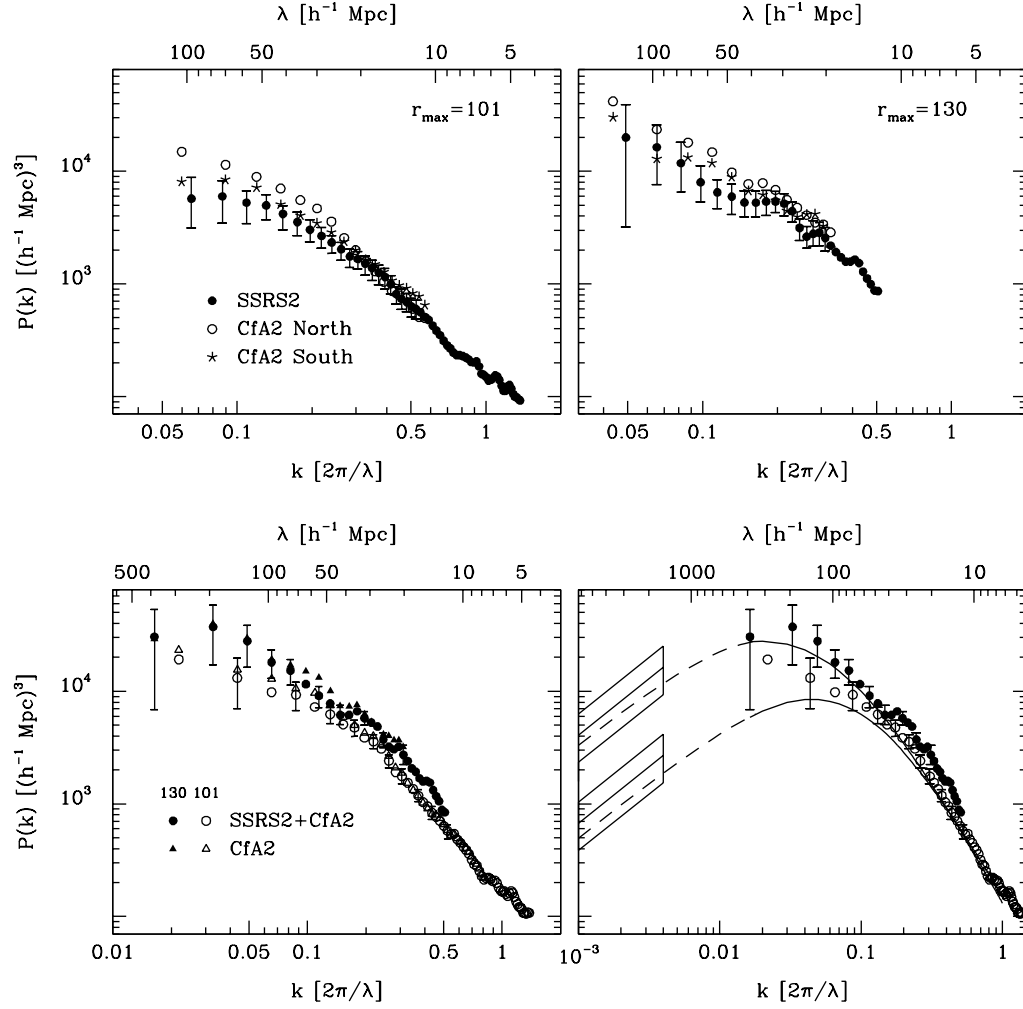 λ [h⁻¹ Mpc]
λ [h⁻¹ Mpc]
100 50 10 5
100 50 10 5
r_max=101
r_max=130
P(k) [(h⁻¹ Mpc)³]
10⁴
10³
SSRS2
CfA2 North
CfA2 South
0.05 0.1 0.5 1
0.05 0.1 0.5 1
k [2π/λ]
k [2π/λ]
λ [h⁻¹ Mpc]
λ [h⁻¹ Mpc]
500 100 50 10 5
1000 100 10
P(k) [(h⁻¹ Mpc)³]
10⁴
10³
130 101
SSRS2+CfA2
CfA2
0.01 0.05 0.1 0.5 1
10⁻³ 0.01 0.1 1
k [2π/λ]
k [2π/λ]